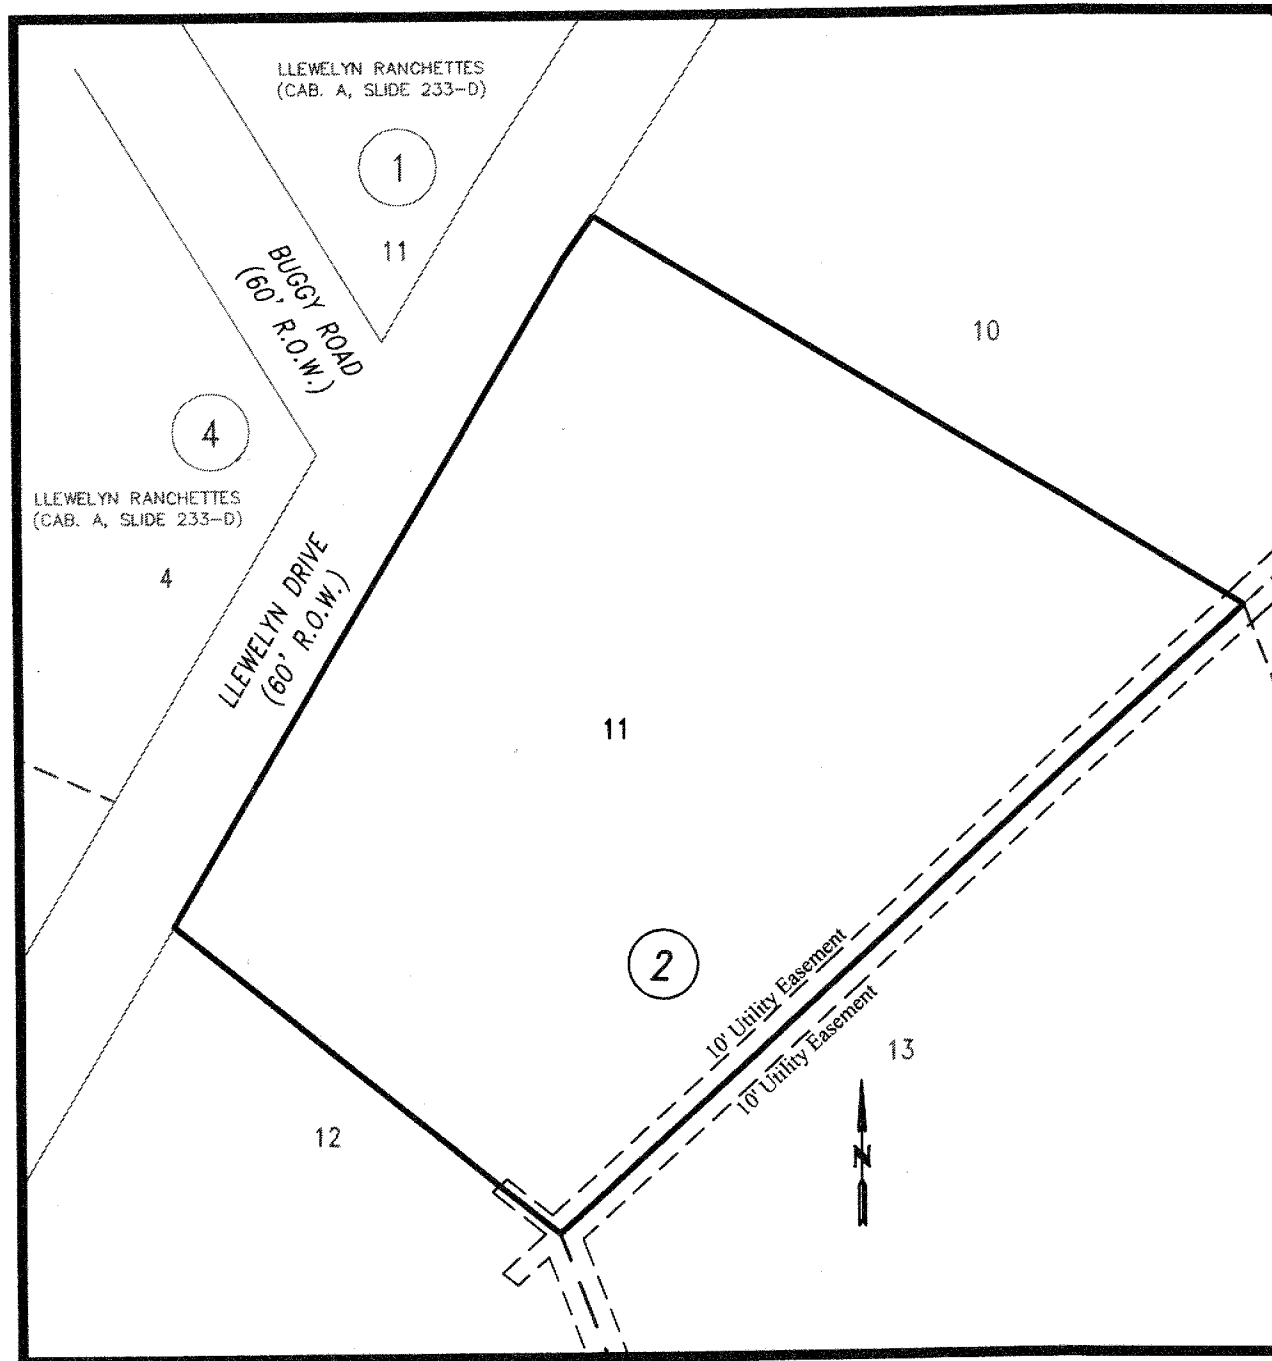 LLEWELYN RANCHETTES
(CAB. A, SLIDE 233-D)
1
11
BUGGY ROAD
(60' R.O.W.)
10
4
LLEWELYN RANCHETTES
(CAB. A, SLIDE 233-D)
4
LLEWELYN DRIVE
(60' R.O.W.)
11
2
10' Utility Easement
10' Utility Easement
13
12
N